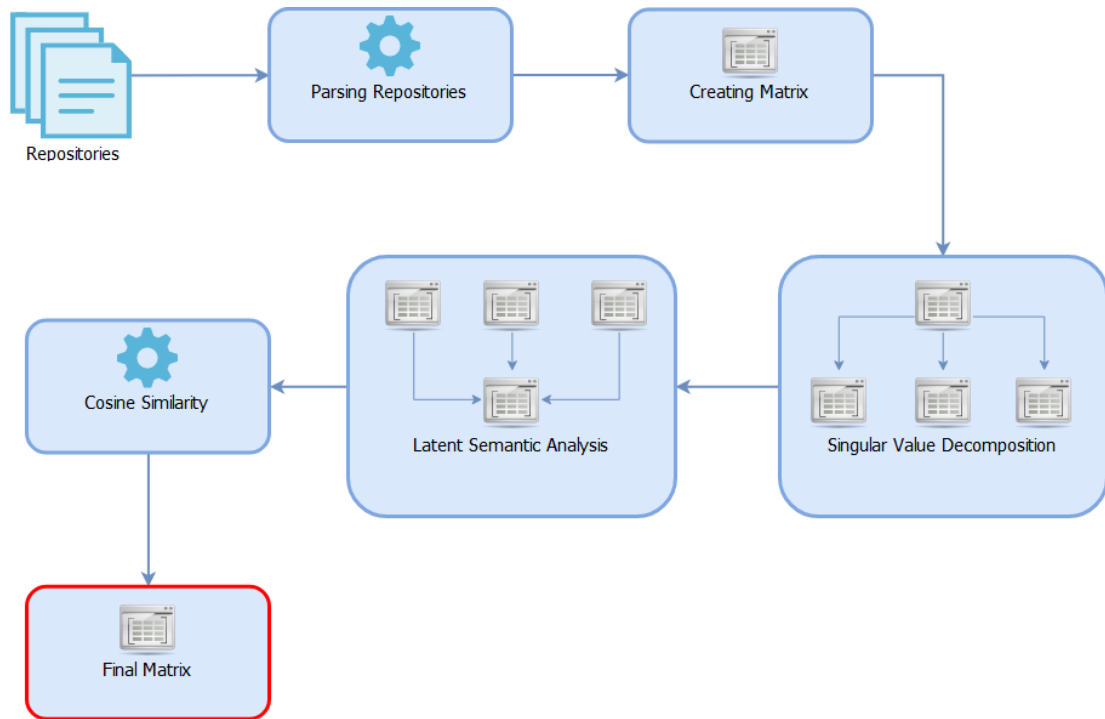 Repositories
Parsing Repositories
Creating Matrix
Singular Value Decomposition
Latent Semantic Analysis
Cosine Similarity
Final Matrix